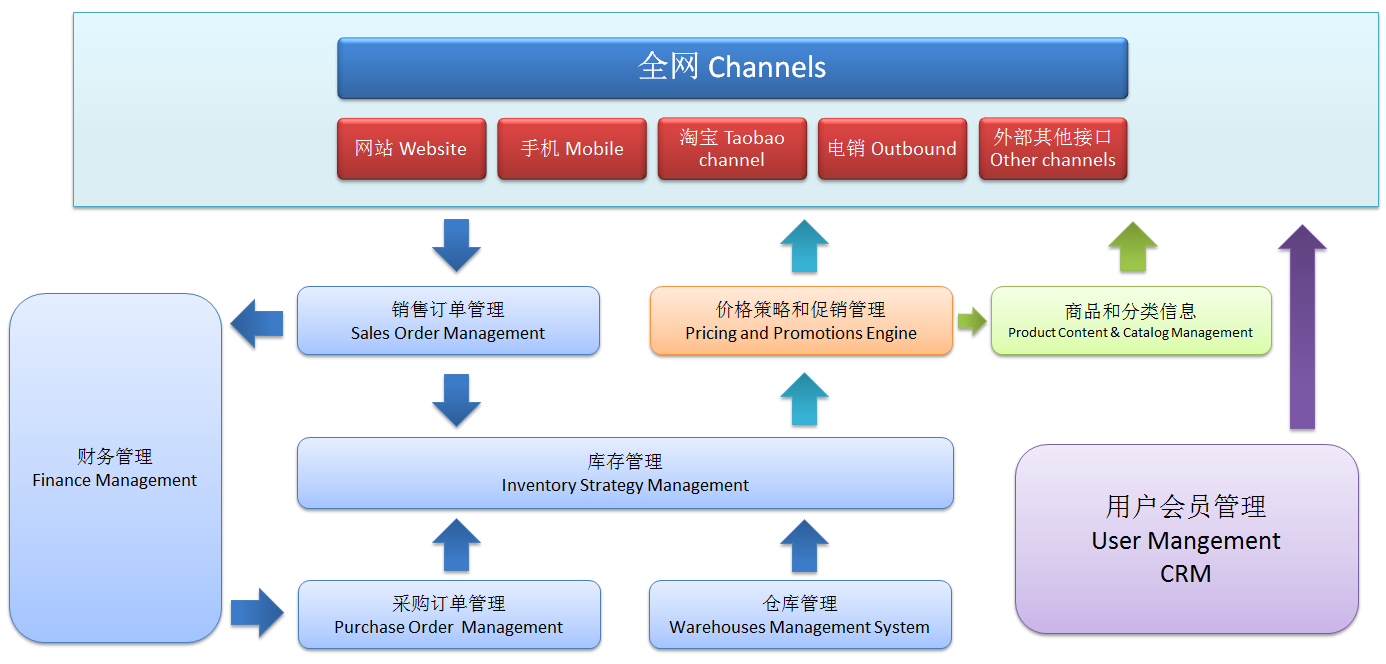 全网 Channels
网站 Website
手机 Mobile
淘宝 Taobao
channel
电销 Outbound
外部其他接口
Other channels
销售订单管理
Sales Order Management
价格策略和促销管理
Pricing and Promotions Engine
商品和分类信息
Product Content & Catalog Management
财务管理
Finance Management
库存管理
Inventory Strategy Management
用户会员管理
User Mangement
CRM
采购订单管理
Purchase Order Management
仓库管理
Warehouses Management System